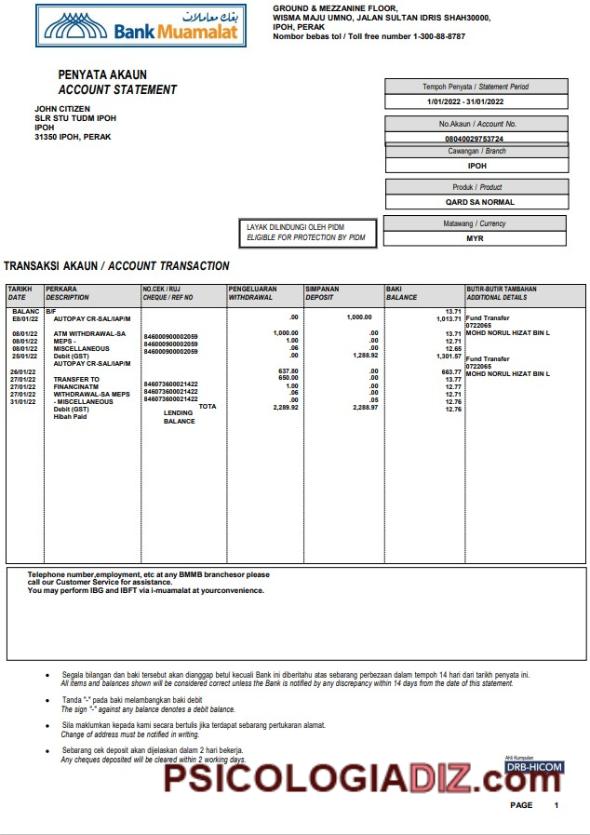 بنك معاملات
Bank Muamalat
GROUND & MEZZANINE FLOOR,
WISMA MAJU UMNO, JALAN SULTAN IDRIS SHAH30000,
IPOH, PERAK
Nombor bebas tol / Toll free number 1-300-88-8787
PENYATA AKAUN
ACCOUNT STATEMENT
JOHN CITIZEN
SLR STU TUDM IPOH
IPOH
31350 IPOH, PERAK
Tempoh Penyata / Statement Period
1/01/2022 - 31/01/2022
No.Akaun / Account No.
08040029753724
Cawangan / Branch
IPOH
Produk / Product
QARD SA NORMAL
Matawang / Currency
MYR
LAYAK DILINDUNGI OLEH PIDM
ELIGIBLE FOR PROTECTION BY PIDM
TRANSAKSI AKAUN / ACCOUNT TRANSACTION
TARIKH PERKARA NO.CEK / RUJ PENGELUARAN SIMPANAN BAKI BUTIR-BUTIR TAMBAHAN
DATE DESCRIPTION CHEQUE / REF NO WITHDRAWAL DEPOSIT BALANCE ADDITIONAL DETAILS
BALANC B/F 13.71
E8/01/22 AUTOPAY CR-SAL/IAP/M .00 1,000.00 1,013.71 Fund Transfer
0722065
08/01/22 ATM WITHDRAWAL-SA 846000900002059 1,000.00 .00 13.71 MOHD NORUL HIZAT BIN L
08/01/22 MEPS - 846000900002059 1.00 .00 12.71
08/01/22 MISCELLANEOUS 846000900002059 .06 .00 12.65
25/01/22 Debit (GST) .00 1,288.92 1,301.57 Fund Transfer
AUTOPAY CR-SAL/IAP/M 0722065
26/01/22 637.80 .00 663.77 MOHD NORUL HIZAT BIN L
27/01/22 TRANSFER TO 650.00 .00 13.77
27/01/22 FINANCINATM 846073600021422 1.00 .00 12.77
27/01/22 WITHDRAWAL-SA MEPS 846073600021422 .06 .00 12.71
31/01/22 - MISCELLANEOUS 846073600021422 .00 .05 12.76
Debit (GST) TOTA 2,289.92 2,288.97 12.76
Hibah Paid LENDING
BALANCE
Telephone number,employment, etc at any BMMB branchesor please
call our Customer Service for assistance.
You may perform IBG and IBFT via i-muamalat at yourconvenience.
• Segala bilangan dan baki tersebut akan dianggap betul kecuali Bank ini diberitahu atas sebarang perbezaan dalam tempoh 14 hari dari tarikh penyata ini.
All items and balances shown will be considered correct unless the Bank is notified by any discrepancy within 14 days from the date of this statement.
• Tanda "-" pada baki melambangkan baki debit
The sign "-" against any balance denotes a debit balance.
• Sila maklumkan kepada kami secara bertulis jika terdapat sebarang pertukaran alamat.
Change of address must be notified in writing.
• Sebarang cek deposit akan dijelaskan dalam 2 hari bekerja.
Any cheques deposited will be cleared within 2 working days.
Ahli Kumpulan
DRB-HICOM
PSICOLOGIADIZ.com
PAGE 1